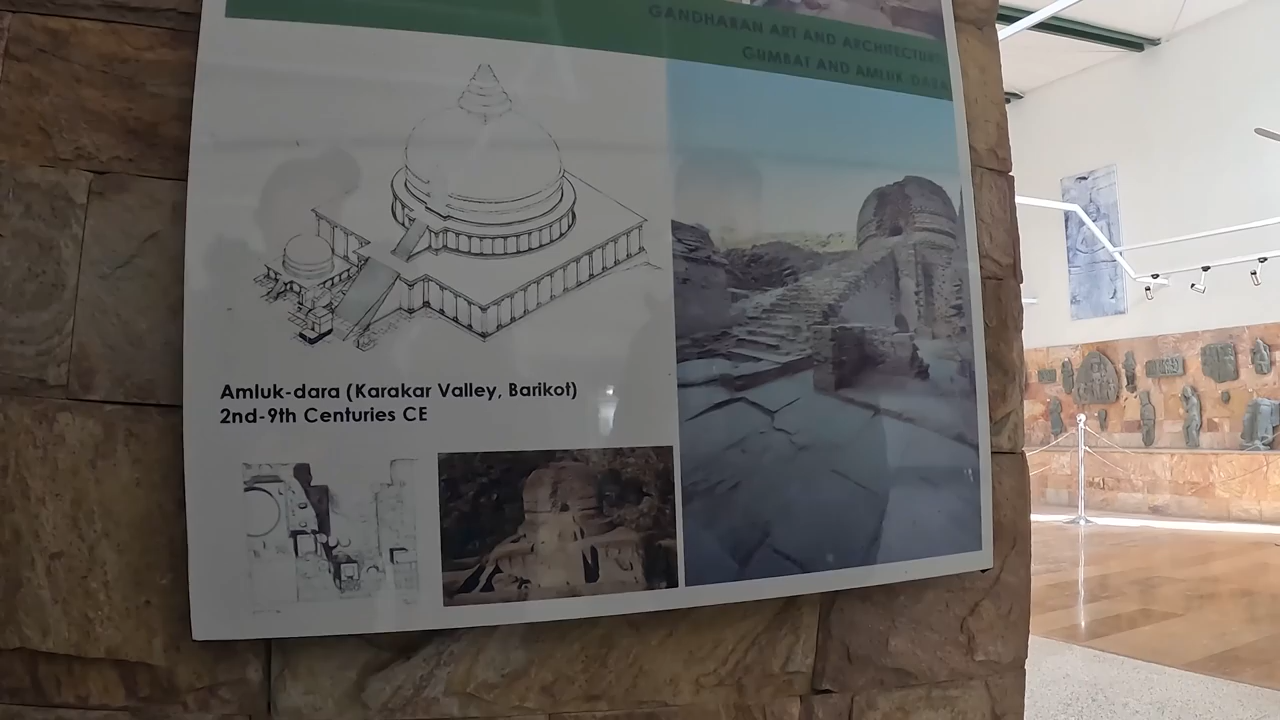 GANDHARAN ART AND ARCHITECTURE
GUMBAT AND AMLUK-DARA
Amluk-dara (Karakar Valley, Barikot)
2nd-9th Centuries CE